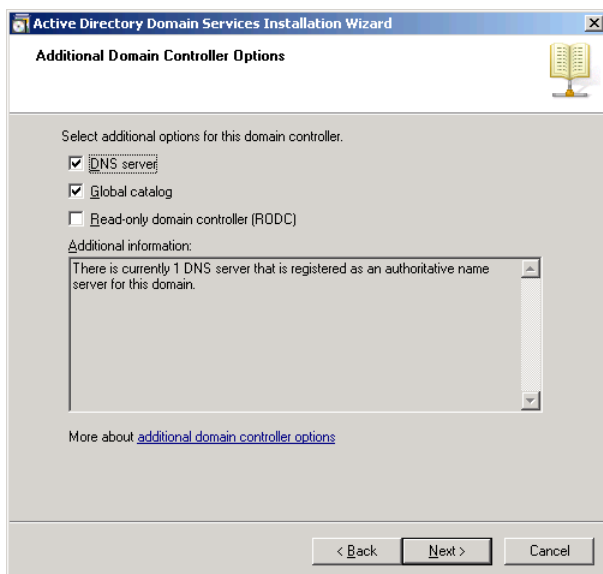 Active Directory Domain Services Installation Wizard
Additional Domain Controller Options
Select additional options for this domain controller.
DNS server
Global catalog
Read-only domain controller (RODC)
Additional information:
There is currently 1 DNS server that is registered as an authoritative name
server for this domain.
More about additional domain controller options
< Back
Next >
Cancel